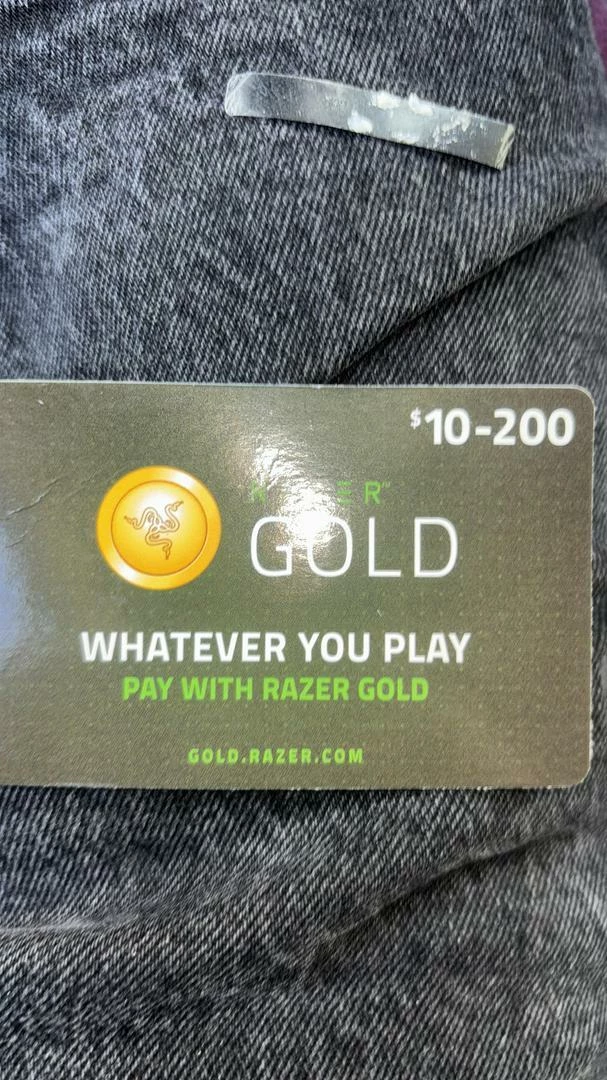 $10-200
GOLD
WHATEVER YOU PLAY
PAY WITH RAZER GOLD
GOLD.RAZER.COM